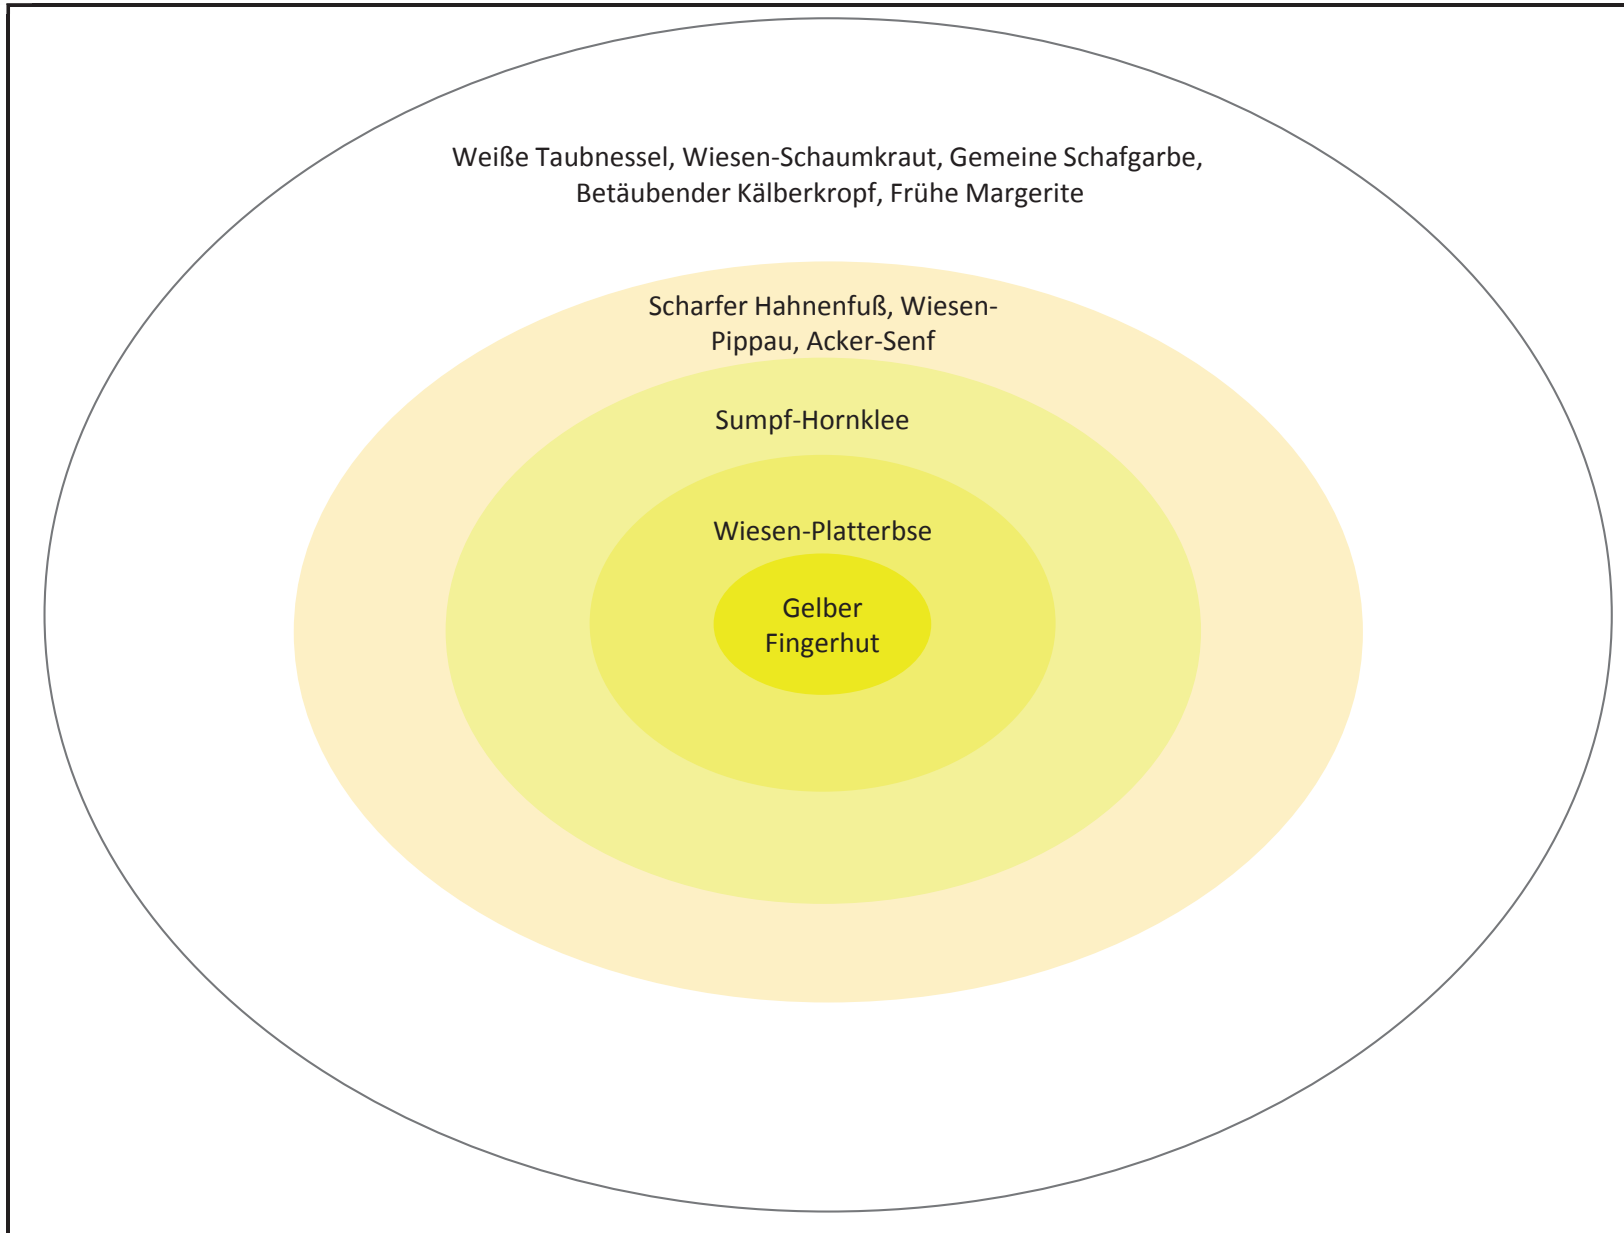 Weiße Taubnessel, Wiesen-Schaumkraut, Gemeine Schafgarbe,
Betäubender Kälberkropf, Frühe Margerite
Scharfer Hahnenfuß, Wiesen-
Pippau, Acker-Senf
Sumpf-Hornklee
Wiesen-Platterbse
Gelber
Fingerhut